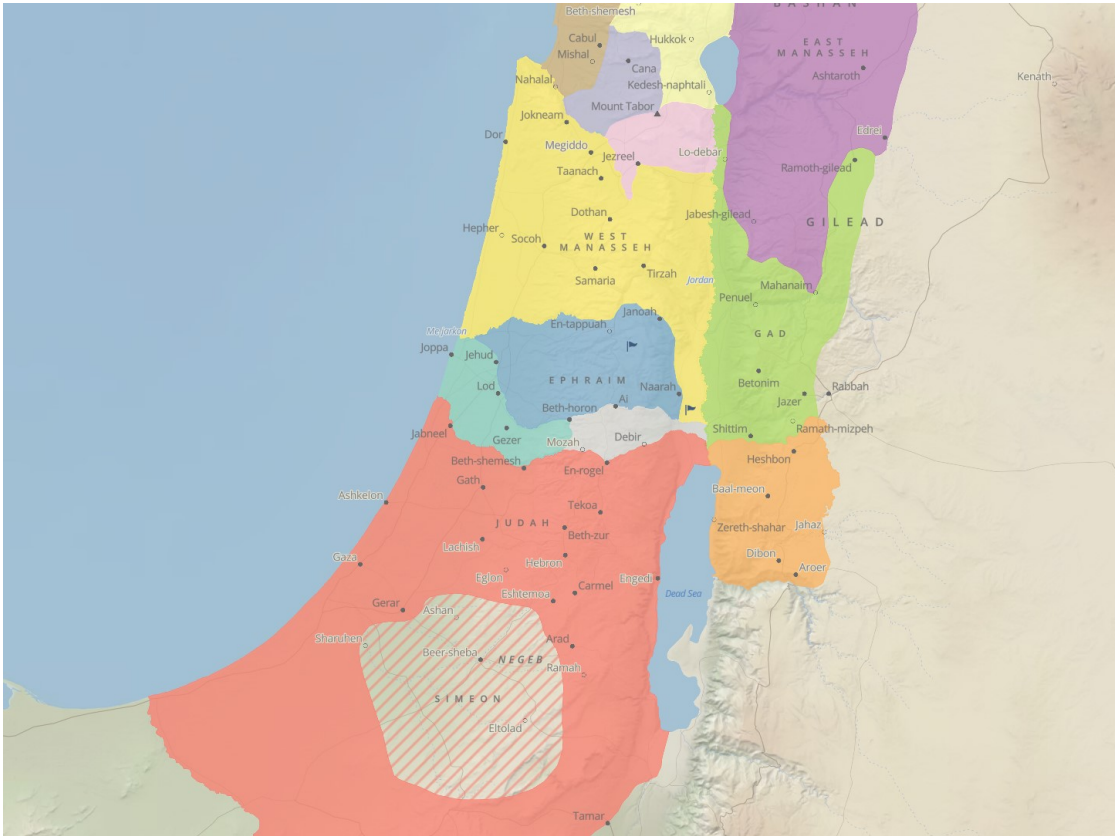 BASHAN
Beth-shemesh
Cabul
Hukkok
EAST
MANASSEH
Mishal
Cana
Ashtaroth
Kenath
Nahalal
Kedesh-naphtali
Mount Tabor
Jokneam
Dor
Edrei
Megiddo
Jezreel
Lo-debar
Ramoth-gilead
Taanach
Dothan
Jabesh-gilead
GILEAD
Hepher
Socoh
WEST
MANASSEH
Samaria
Tirzah
Jordan
Mahanaim
Penuel
Janoah
En-tappuah
Me-jarkon
GAD
Joppa
Jehud
EPHRAIM
Betonim
Lod
Naarah
Rabbah
Jazer
Beth-horon
Ai
Jabneel
Gezer
Mozah
Debir
Shittim
Ramath-mizpeh
Beth-shemesh
En-rogel
Heshbon
Gath
Baal-meon
Ashkelon
Tekoa
JUDAH
Beth-zur
Zereth-shahar
Jahaz
Lachish
Gaza
Hebron
Dibon
Aroer
Eglon
Engedi
Eshtemoa
Carmel
Dead Sea
Gerar
Ashan
Sharuhen
Arad
Beer-sheba
NEGEB
Ramah
SIMEON
Eltolad
Tamar